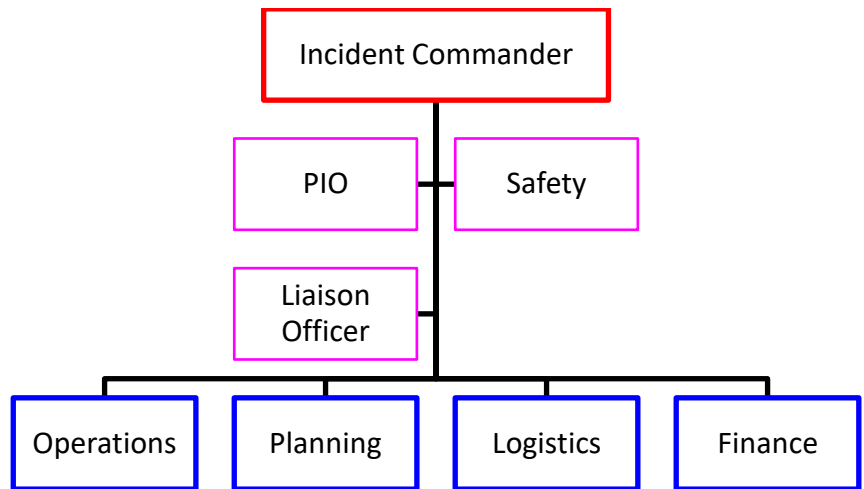 Incident Commander
PIO
Safety
Liaison
Officer
Operations
Planning
Logistics
Finance